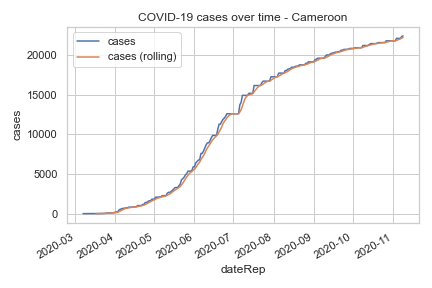 COVID-19 cases over time - Cameroon
cases
cases (rolling)
20000
15000
10000
5000
0
cases
2020-03
2020-04
2020-05
2020-06
2020-07
2020-08
2020-09
2020-10
2020-11
dateRep